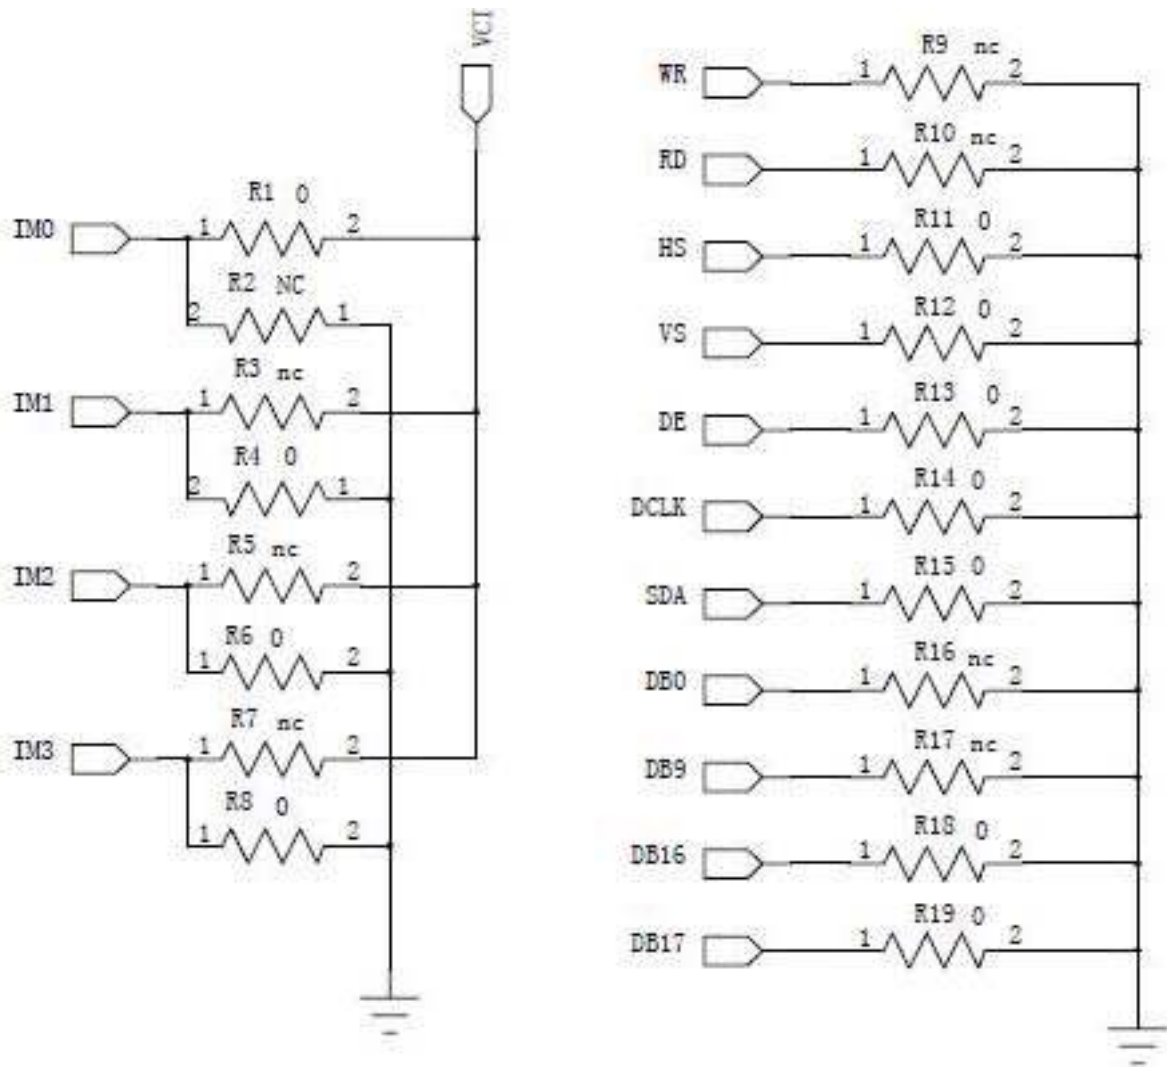 VCI
IM0 1 R1 0 2
2 R2 NC 1
IM1 1 R3 nc 2
2 R4 0 1
IM2 1 R5 nc 2
1 R6 0 2
IM3 1 R7 nc 2
1 R8 0 2
WR 1 R9 nc 2
RD 1 R10 nc 2
HS 1 R11 0 2
VS 1 R12 0 2
DE 1 R13 0 2
DCLK 1 R14 0 2
SDA 1 R15 0 2
DB0 1 R16 nc 2
DB9 1 R17 nc 2
DB16 1 R18 0 2
DB17 1 R19 0 2